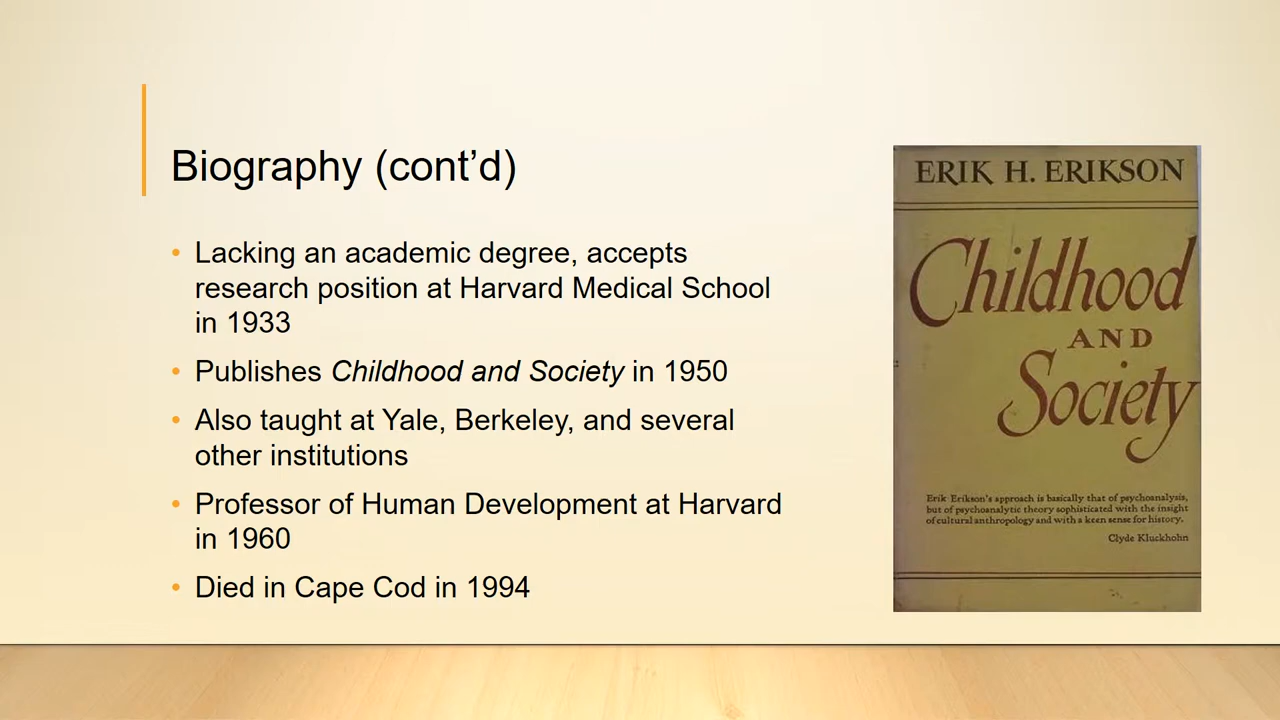 Biography (cont’d)
• Lacking an academic degree, accepts
research position at Harvard Medical School
in 1933
• Publishes Childhood and Society in 1950
• Also taught at Yale, Berkeley, and several
other institutions
• Professor of Human Development at Harvard
in 1960
• Died in Cape Cod in 1994
ERIK H. ERIKSON
Childhood
AND
Society
Erik Erikson's approach is basically that of psychoanalysis,
but of psychoanalytic theory sophisticated with the insight
of cultural anthropology and with a keen sense for history.
Clyde Kluckhohn